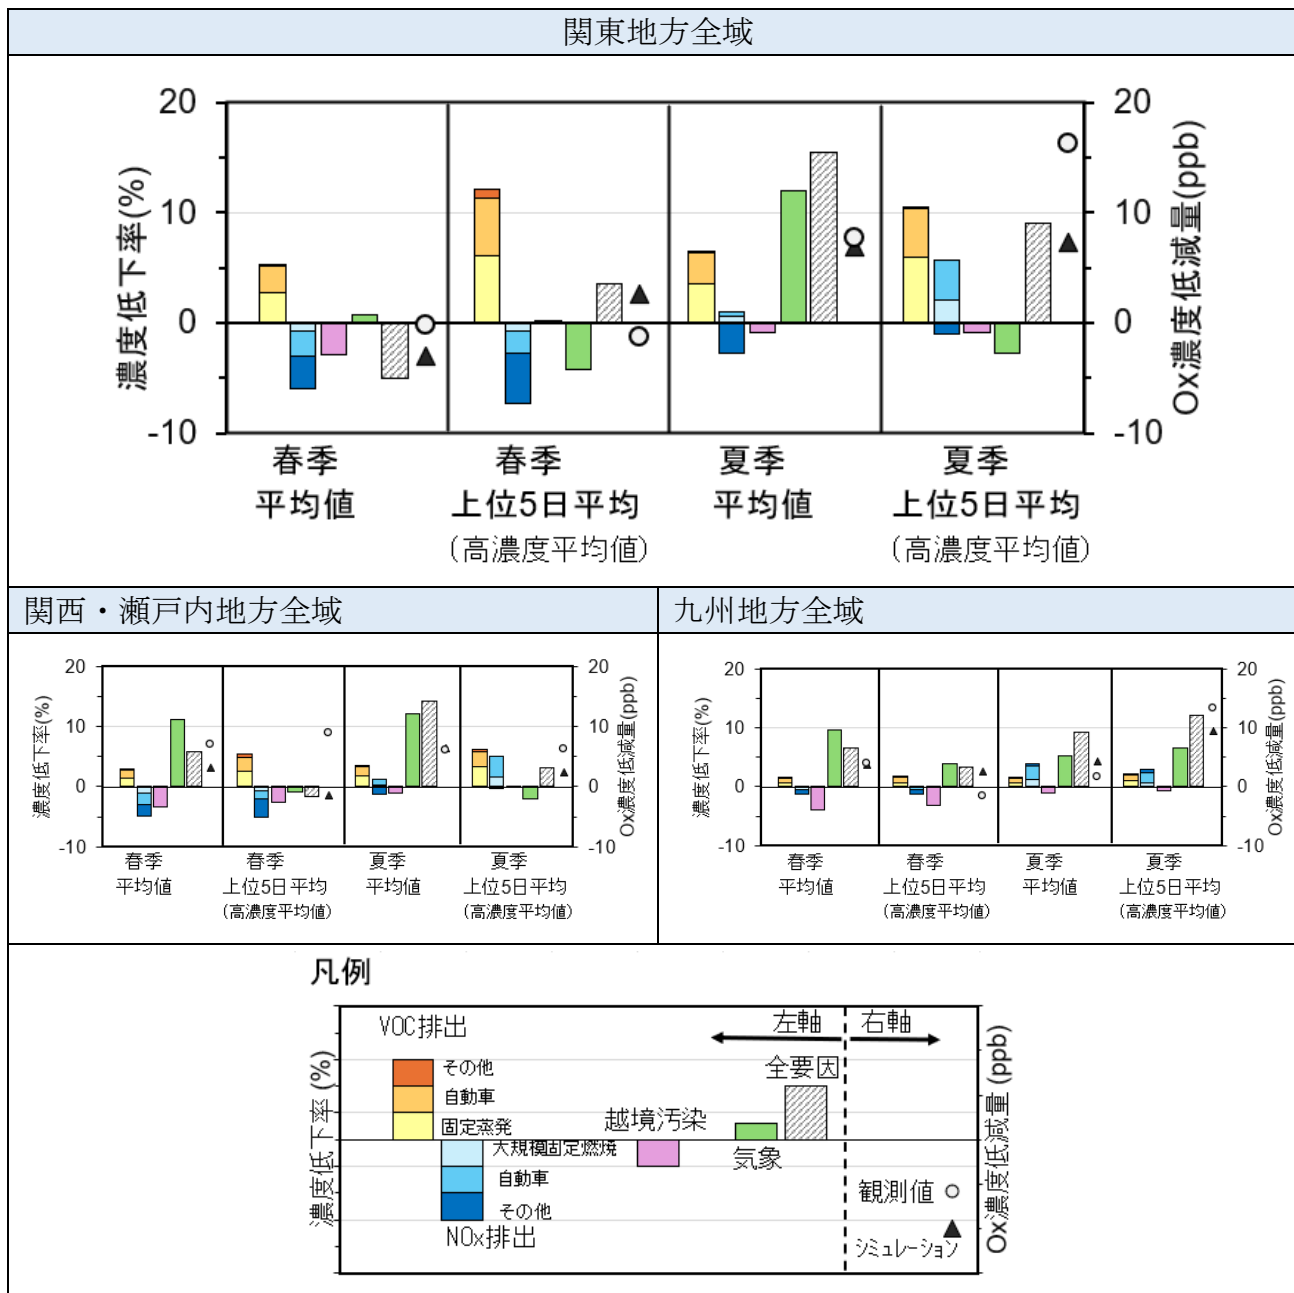 関東地方全域
20
10
0
-10
濃度低下率(%)
20
10
0
-10
Ox濃度低減量(ppb)
春季
平均値
春季
上位5日平均
(高濃度平均値)
夏季
平均値
夏季
上位5日平均
(高濃度平均値)
関西・瀬戸内地方全域
20
10
0
-10
濃度低下率(%)
20
10
0
-10
Ox濃度低減量(ppb)
春季
平均値
春季
上位5日平均
(高濃度平均値)
夏季
平均値
夏季
上位5日平均
(高濃度平均値)
九州地方全域
20
10
0
-10
濃度低下率(%)
20
10
0
-10
Ox濃度低減量(ppb)
春季
平均値
春季
上位5日平均
(高濃度平均値)
夏季
平均値
夏季
上位5日平均
(高濃度平均値)
凡例
濃度低下率(%)
VOC排出
その他
自動車
固定蒸発
大規模固定燃焼
自動車
その他
NOx排出
越境汚染
気象
全要因
左軸
右軸
観測値
シミュレーション
Ox濃度低減量(ppb)